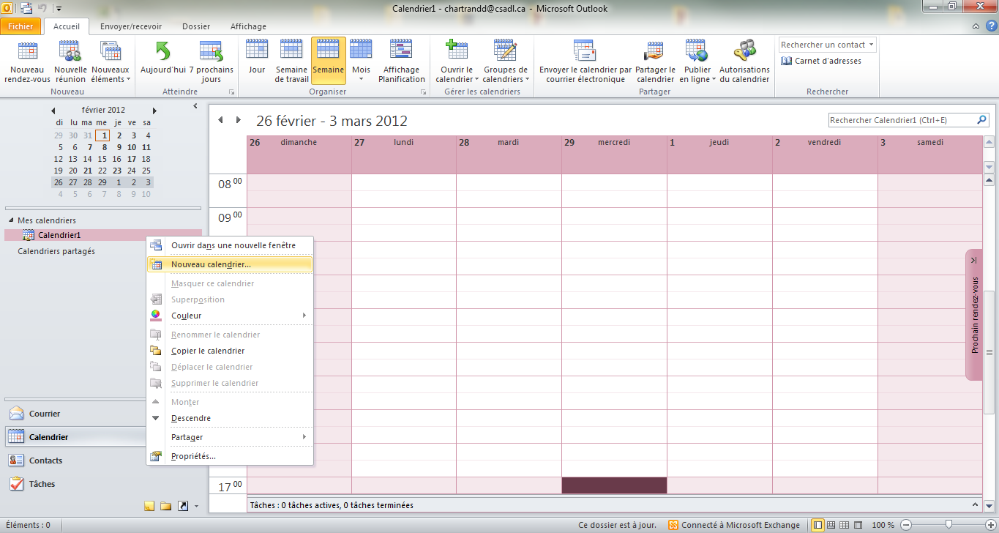 Calendrier1 - chartrandd@csadl.ca - Microsoft Outlook
Fichier Accueil Envoyer/recevoir Dossier Affichage
Nouveau rendez-vous
Nouvelle réunion
Nouveaux éléments
Nouveau
Aujourd'hui
7 prochains jours
Atteindre
Jour
Semaine de travail
Semaine
Mois
Affichage Planification
Organiser
Ouvrir le calendrier
Groupes de calendriers
Gérer les calendriers
Envoyer le calendrier par courrier électronique
Partager le calendrier
Publier en ligne
Autorisations du calendrier
Partager
Rechercher un contact
Carnet d'adresses
Rechercher
février 2012
di lu ma me je ve sa
29 30 31 1 2 3 4
5 6 7 8 9 10 11
12 13 14 15 16 17 18
19 20 21 22 23 24 25
26 27 28 29 1 2 3
4 5 6 7 8 9 10
Mes calendriers
Calendrier1
Calendriers partagés
Ouvrir dans une nouvelle fenêtre
Nouveau calendrier...
Masquer ce calendrier
Superposition
Couleur
Renommer le calendrier
Copier le calendrier
Déplacer le calendrier
Supprimer le calendrier
Monter
Descendre
Partager
Propriétés...
Courrier
Calendrier
Contacts
Tâches
26 février - 3 mars 2012
Rechercher Calendrier1 (Ctrl+E)
26 dimanche 27 lundi 28 mardi 29 mercredi 1 jeudi 2 vendredi 3 samedi
08 00
09 00
17 00
Prochain rendez-vous
Tâches : 0 tâches actives, 0 tâches terminées
Éléments : 0
Ce dossier est à jour.
Connecté à Microsoft Exchange
100 %